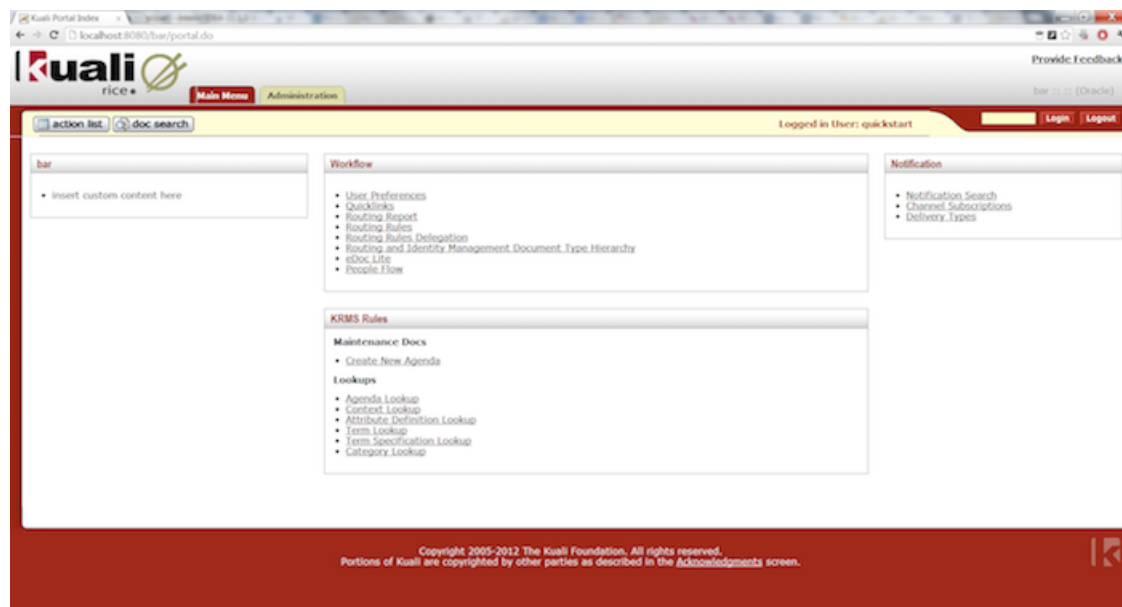 Kuali Portal Index
localhost:8080/bar/portal.do
kuali
rice
Provide Feedback
Main Menu
Administration
bar :: :: (Oracle)
action list
doc search
Logged in User: quickstart
Login
Logout
bar
• insert custom content here
Workflow
• User Preferences
• Quicklinks
• Routing Report
• Routing Rules
• Routing Rules Delegation
• Routing and Identity Management Document Type Hierarchy
• eDoc Lite
• People Flow
KRMS Rules
Maintenance Docs
• Create New Agenda
Lookups
• Agenda Lookup
• Context Lookup
• Attribute Definition Lookup
• Term Lookup
• Term Specification Lookup
• Category Lookup
Notification
• Notification Search
• Channel Subscriptions
• Delivery Types
Copyright 2005-2012 The Kuali Foundation. All rights reserved.
Portions of Kuali are copyrighted by other parties as described in the Acknowledgments screen.